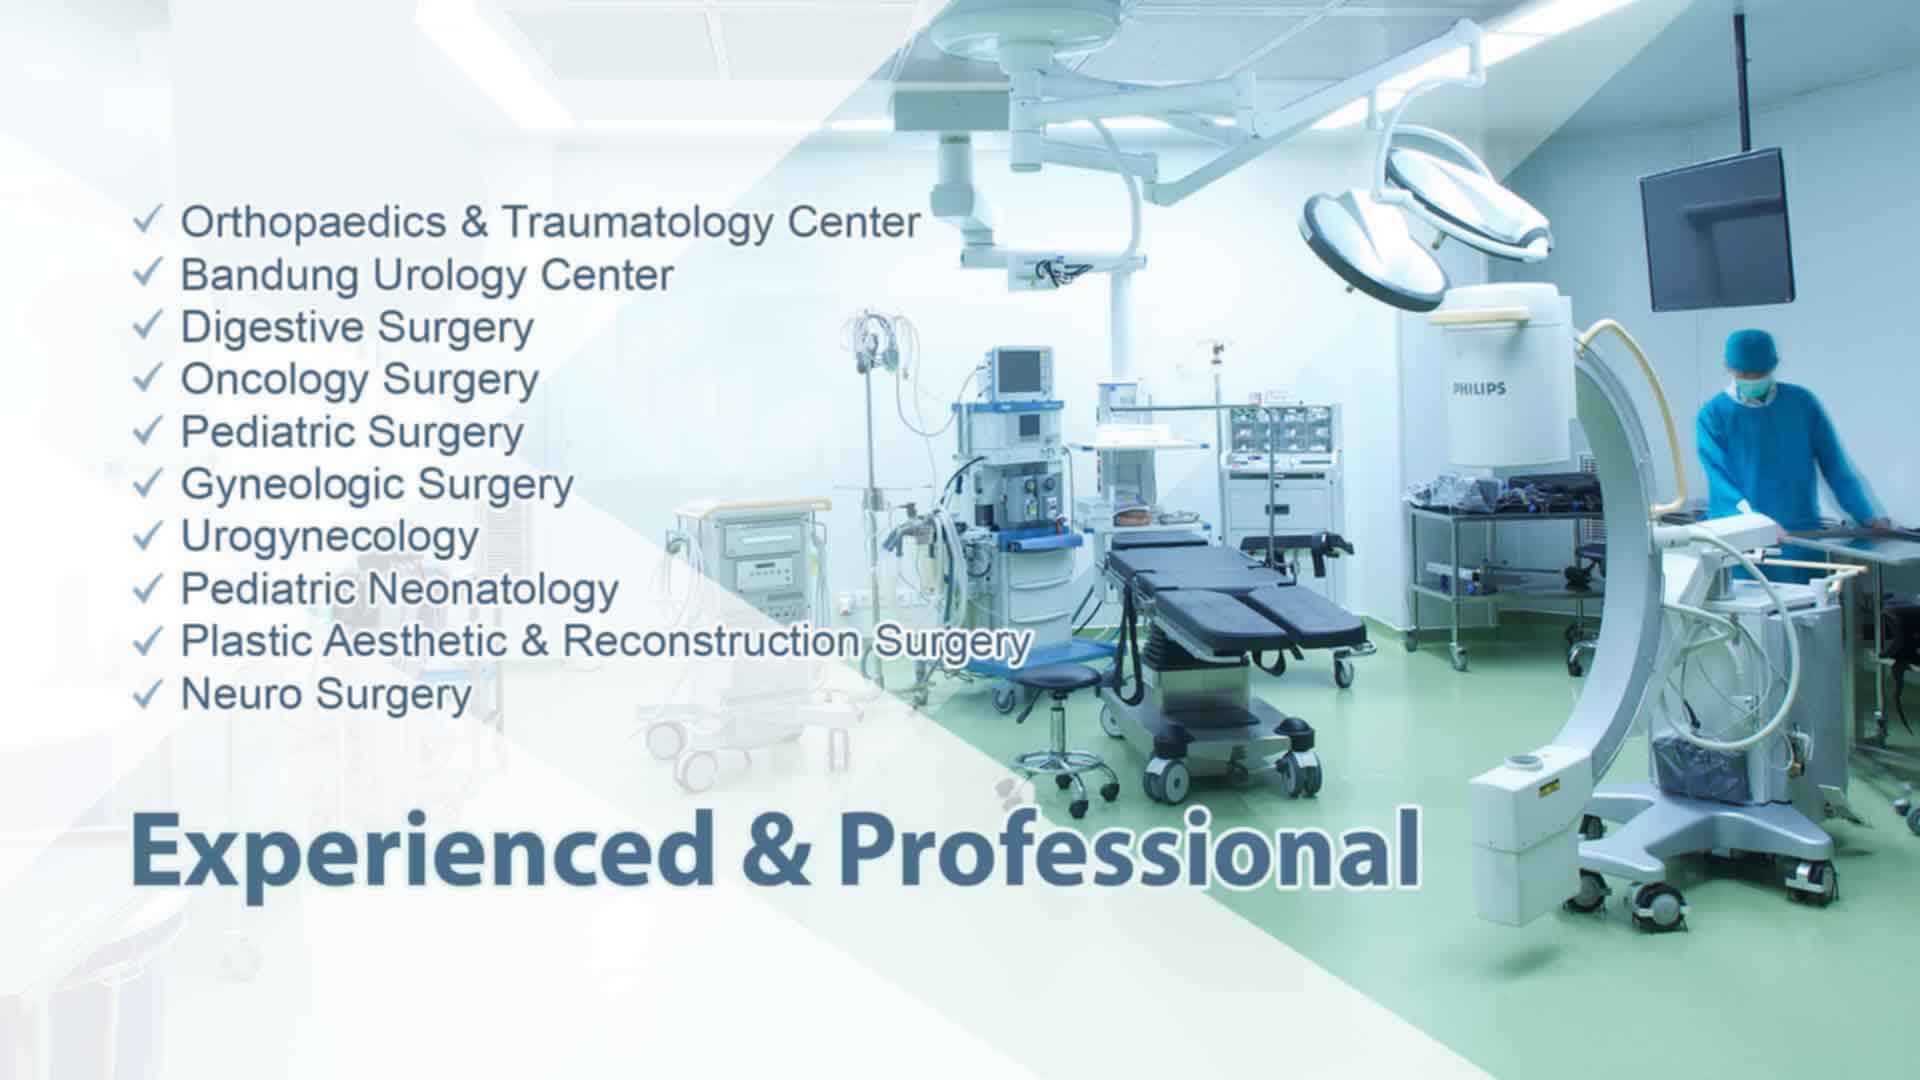 Orthopaedics & Traumatology Center
Bandung Urology Center
Digestive Surgery
Oncology Surgery
Pediatric Surgery
Gyneologic Surgery
Urogynecology
Pediatric Neonatology
Plastic Aesthetic & Reconstruction Surgery
Neuro Surgery
Experienced & Professional
PHILIPS